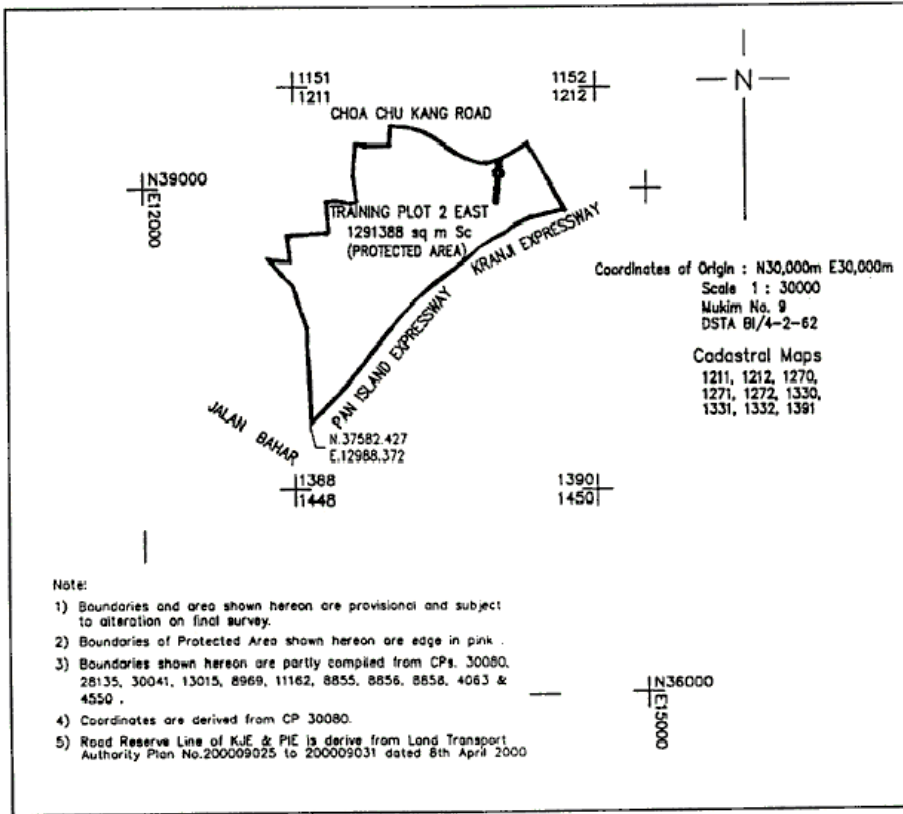 1151
1211
1152
1212
N
CHOA CHU KANG ROAD
N39000
E12000
TRAINING PLOT 2 EAST
1291388 sq m Sc
(PROTECTED AREA)
KRANJI EXPRESSWAY
PAN ISLAND EXPRESSWAY
JALAN BAHAR
N.37582.427
E.12988.372
Coordinates of Origin : N30,000m E30,000m
Scale 1 : 30000
Mukim No. 9
DSTA BI/4-2-62
Cadastral Maps
1211, 1212, 1270,
1271, 1272, 1330,
1331, 1332, 1391
1388
1448
1390
1450
Note:
1) Boundaries and area shown hereon are provisional and subject
to alteration on final survey.
2) Boundaries of Protected Area shown hereon are edge in pink .
3) Boundaries shown hereon are partly compiled from CPs. 30080,
28135, 30041, 13015, 8969, 11162, 8855, 8856, 8858, 4063 &
4550 .
4) Coordinates are derived from CP 30080.
5) Road Reserve Line of KJE & PIE is derive from Land Transport
Authority Plan No.200009025 to 200009031 dated 8th April 2000
N36000
E15000